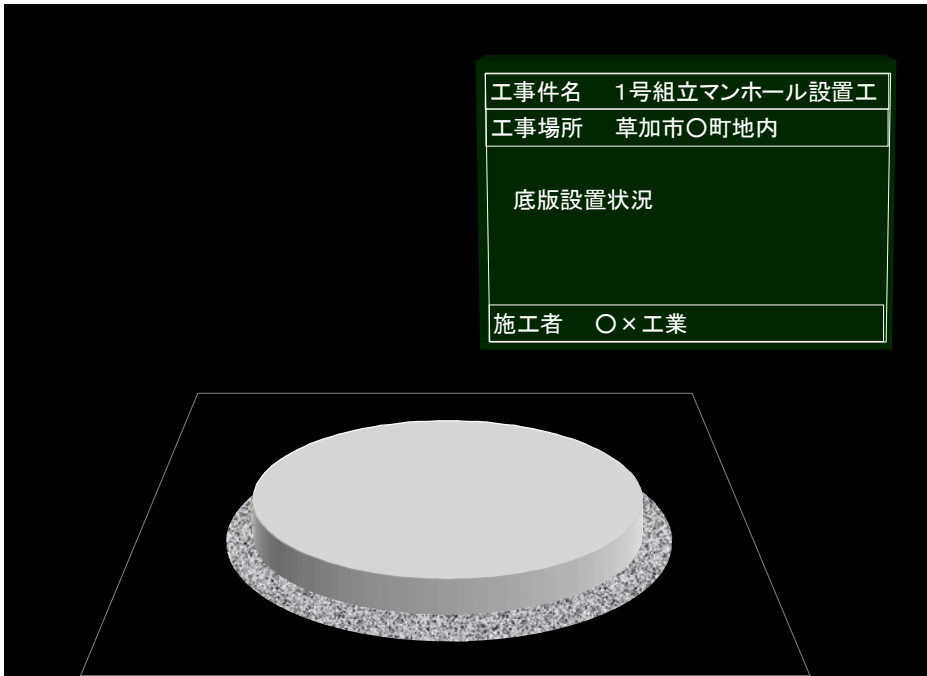 工事件名　1号組立マンホール設置工
工事場所　草加市〇町地内
底版設置状況
施工者　〇×工業